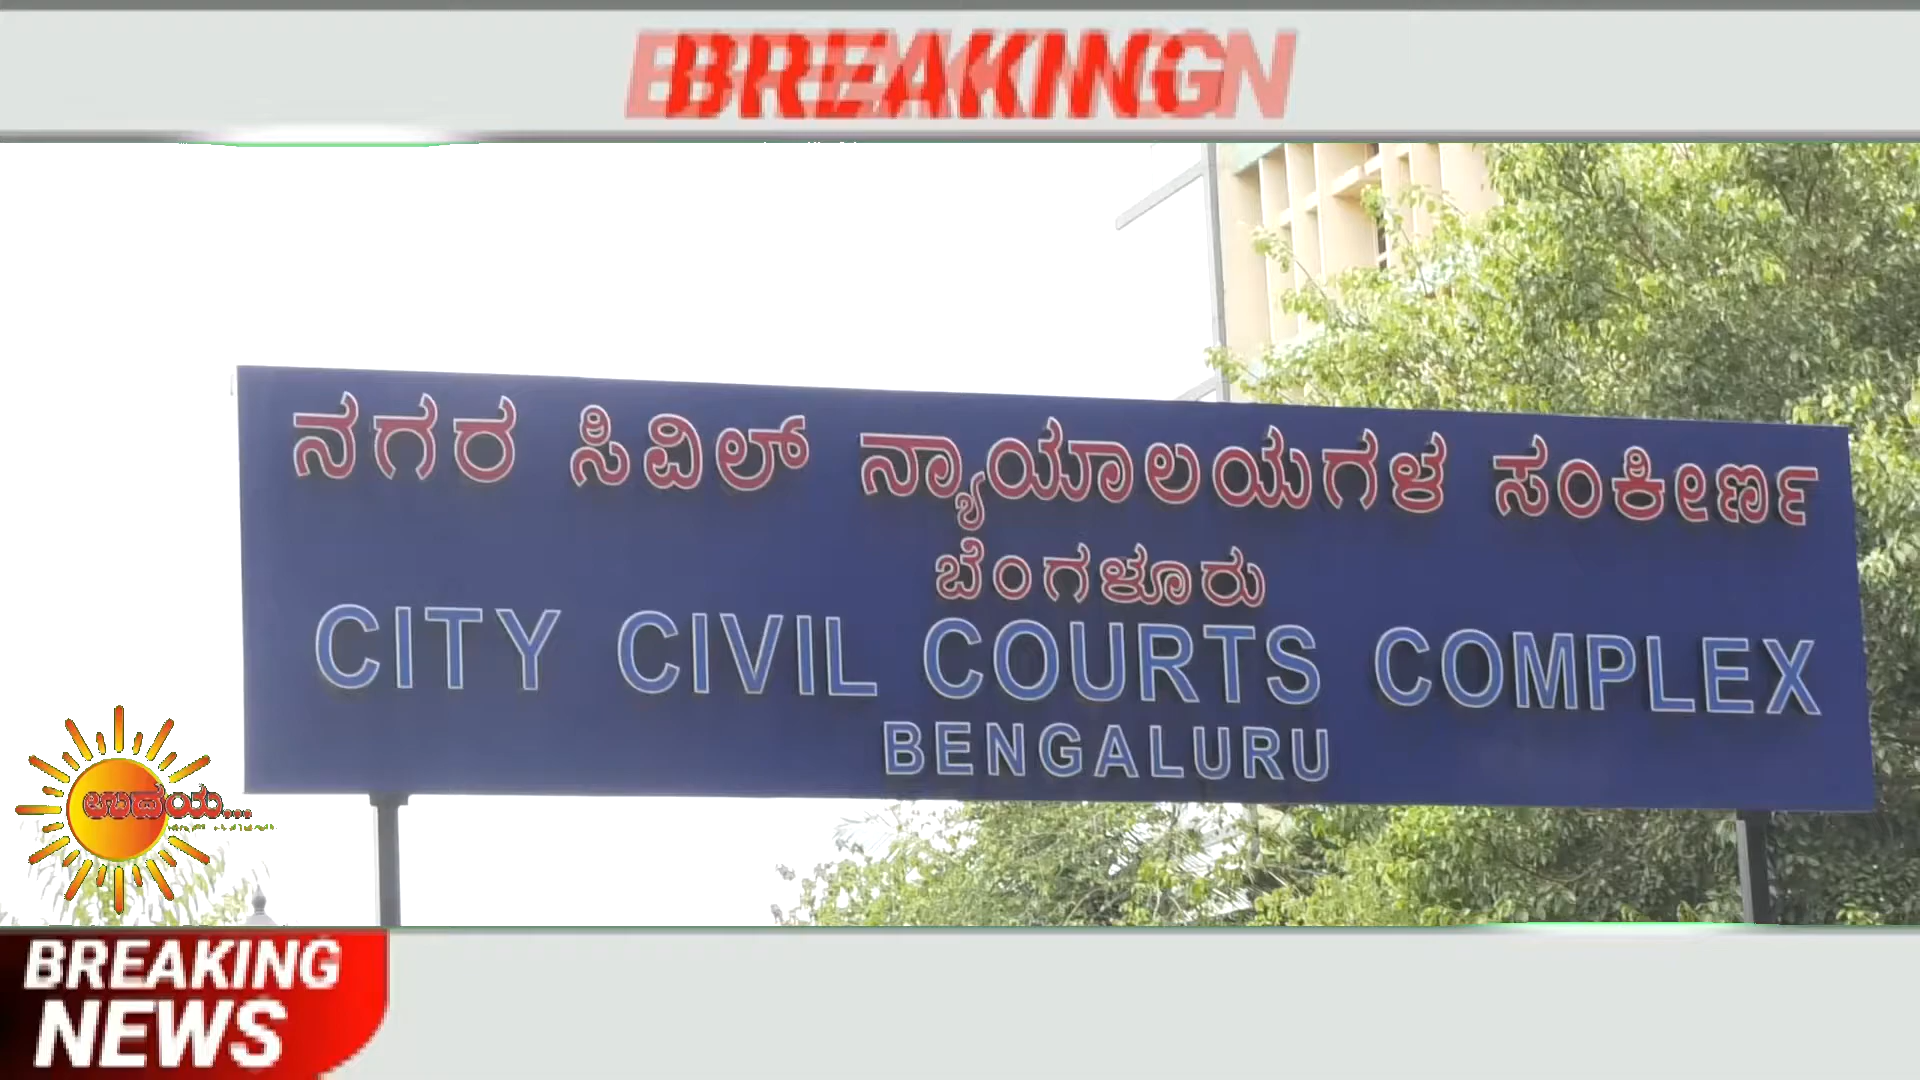 BREAKING
ನಗರ ಸಿವಿಲ್ ನ್ಯಾಯಾಲಯಗಳ ಸಂಕೀರ್ಣ
ಬೆಂಗಳೂರು
CITY CIVIL COURTS COMPLEX
BENGALURU
ಉದಯ...
BREAKING
NEWS